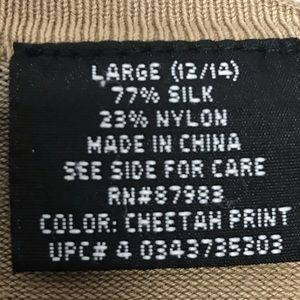 LARGE (12/14)
77% SILK
23% NYLON
MADE IN CHINA
SEE SIDE FOR CARE
RN#87983
COLOR: CHEETAH PRINT
UPC# 4 0343735203